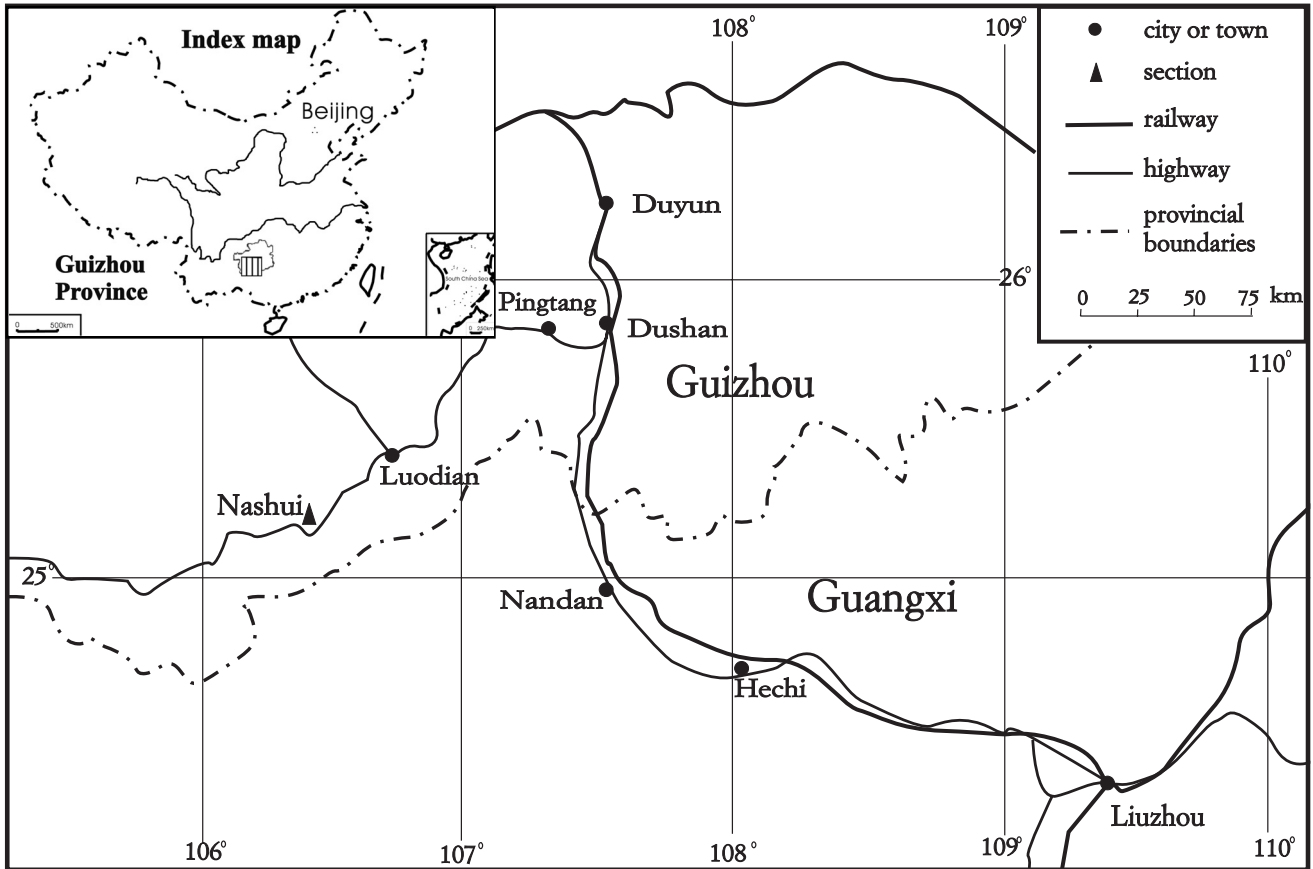 Index map
Beijing
Guizhou
Province
0 500km
South China Sea
0 250km
108°
109°
city or town
section
railway
highway
provincial
boundaries
0 25 50 75 km
Duyun
26°
Pingtang
Dushan
110°
Guizhou
Luodian
Nashui
25°
Nandan
Guangxi
Hechi
Liuzhou
106°
107°
108°
109°
110°